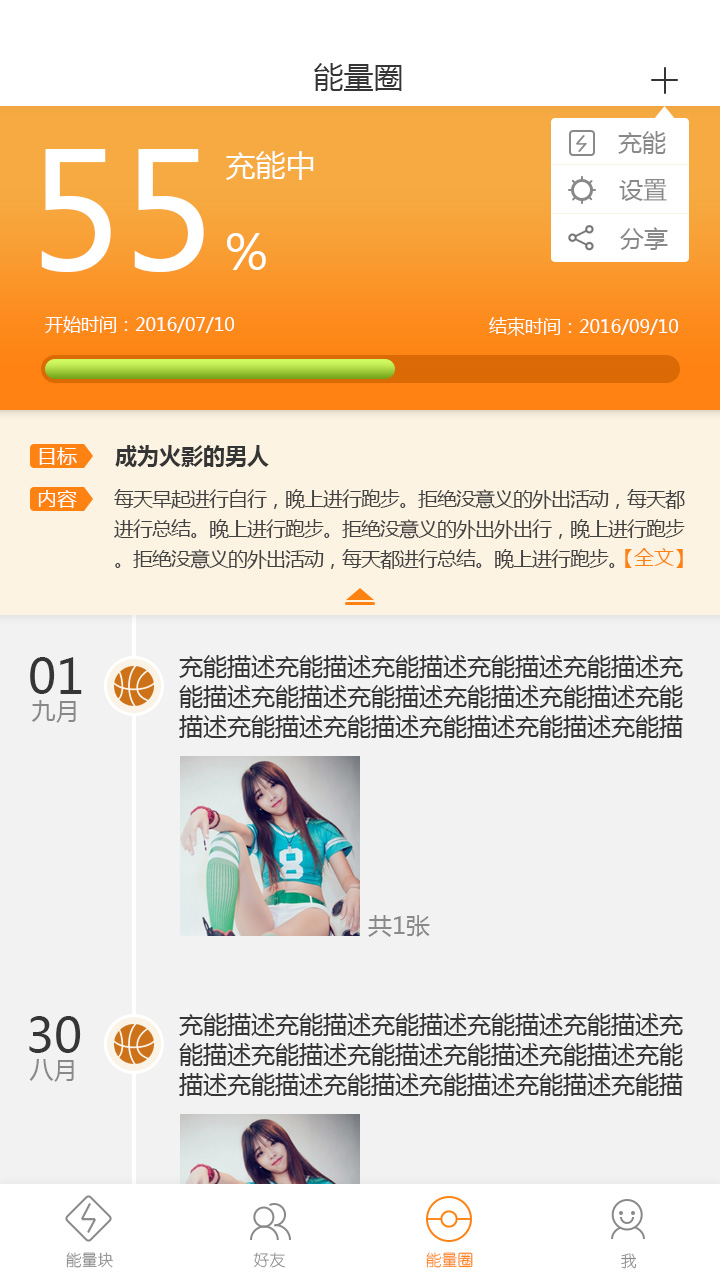 能量圈
55
充能中
%
充能
设置
分享
开始时间：2016/07/10
结束时间：2016/09/10
目标
成为火影的男人
内容
每天早起进行自行，晚上进行跑步。拒绝没意义的外出活动，每天都
进行总结。晚上进行跑步。拒绝没意义的外出外出行，晚上进行跑步
。拒绝没意义的外出活动，每天都进行总结。晚上进行跑步。【全文】
01
九月
充能描述充能描述充能描述充能描述充能描述充
能描述充能描述充能描述充能描述充能描述充能
描述充能描述充能描述充能描述充能描述充能描
8
共1张
30
八月
充能描述充能描述充能描述充能描述充能描述充
能描述充能描述充能描述充能描述充能描述充能
描述充能描述充能描述充能描述充能描述充能描
能量块
好友
能量圈
我